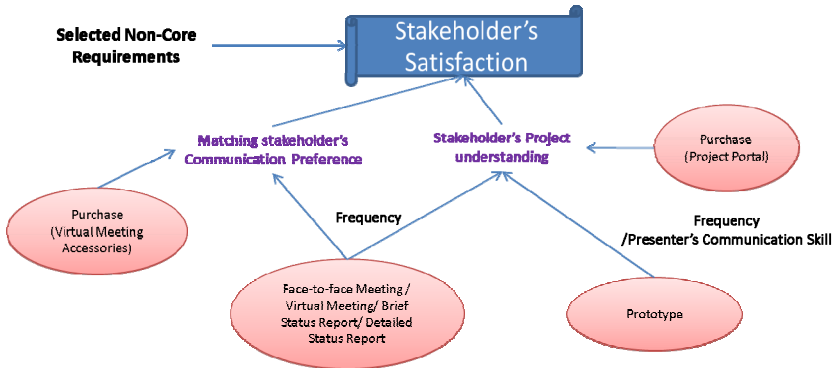 Selected Non-Core
Requirements
Stakeholder's
Satisfaction
Matching stakeholder's
Communication Preference
Stakeholder's Project
understanding
Purchase
(Project Portal)
Purchase
(Virtual Meeting
Accessories)
Frequency
Frequency
/Presenter's Communication Skill
Face-to-face Meeting /
Virtual Meeting/ Brief
Status Report/ Detailed
Status Report
Prototype